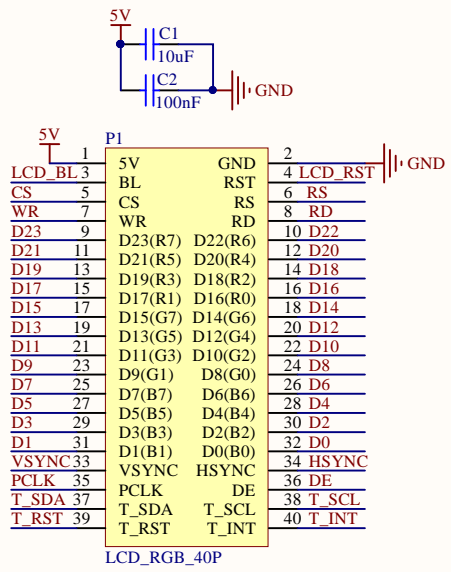 5V
C1
10uF
C2
100nF
GND
5V
P1
1 5V GND 2 GND
LCD_BL 3 BL RST 4 LCD_RST
CS 5 CS RS 6 RS
WR 7 WR RD 8 RD
D23 9 D23(R7) D22(R6) 10 D22
D21 11 D21(R5) D20(R4) 12 D20
D19 13 D19(R3) D18(R2) 14 D18
D17 15 D17(R1) D16(R0) 16 D16
D15 17 D15(G7) D14(G6) 18 D14
D13 19 D13(G5) D12(G4) 20 D12
D11 21 D11(G3) D10(G2) 22 D10
D9 23 D9(G1) D8(G0) 24 D8
D7 25 D7(B7) D6(B6) 26 D6
D5 27 D5(B5) D4(B4) 28 D4
D3 29 D3(B3) D2(B2) 30 D2
D1 31 D1(B1) D0(B0) 32 D0
VSYNC 33 VSYNC HSYNC 34 HSYNC
PCLK 35 PCLK DE 36 DE
T_SDA 37 T_SDA T_SCL 38 T_SCL
T_RST 39 T_RST T_INT 40 T_INT
LCD_RGB_40P